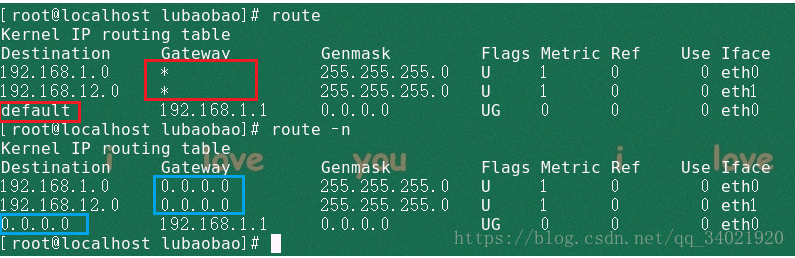 [root@localhost lubaobao]# route
Kernel IP routing table
Destination Gateway Genmask Flags Metric Ref Use Iface
192.168.1.0 * 255.255.255.0 U 1 0 0 eth0
192.168.12.0 * 255.255.255.0 U 1 0 0 eth1
default 192.168.1.1 0.0.0.0 UG 0 0 0 eth0
[root@localhost lubaobao]# route -n
Kernel IP routing table
i love you i love
Destination Gateway Genmask Flags Metric Ref Use Iface
192.168.1.0 0.0.0.0 255.255.255.0 U 1 0 0 eth0
192.168.12.0 0.0.0.0 255.255.255.0 U 1 0 0 eth1
0.0.0.0 192.168.1.1 0.0.0.0 UG 0 0 0 eth0
[root@localhost lubaobao]#
https://blog.csdn.net/qq_34021920